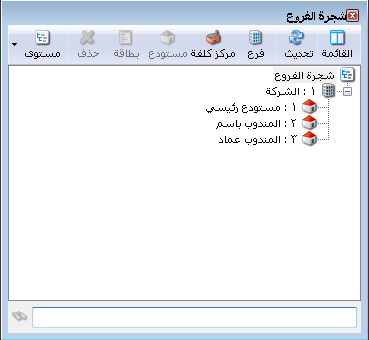 شجرة الفروع
القائمة تحديث فرع مركز كلفة مستودع بطاقة حذف مستوى
شجرة الفروع
١ : الشركة
١ : مستودع رئيسي
٢ : المندوب باسم
٣ : المندوب عماد